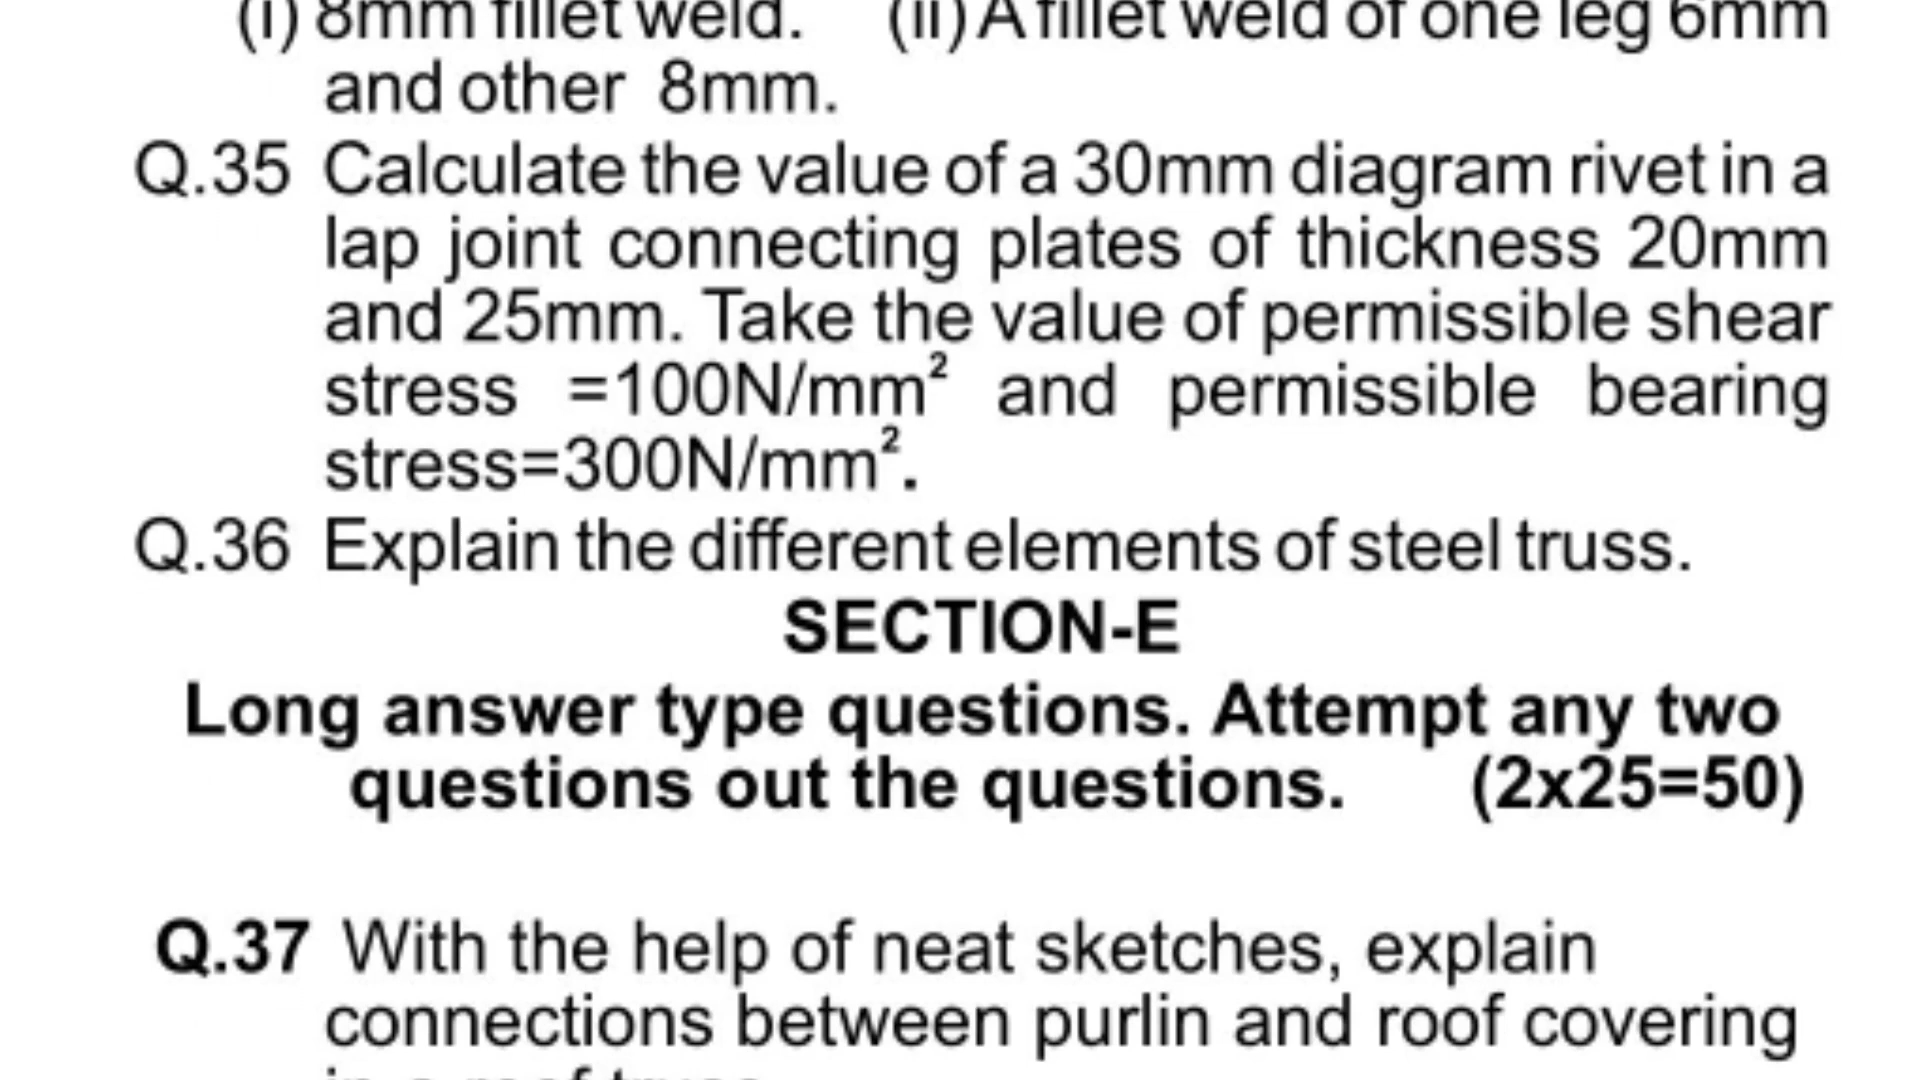 (i) 8mm fillet weld. (ii) A fillet weld of one leg 6mm
and other 8mm.
Q.35 Calculate the value of a 30mm diagram rivet in a
lap joint connecting plates of thickness 20mm
and 25mm. Take the value of permissible shear
stress =100N/mm² and permissible bearing
stress=300N/mm².
Q.36 Explain the different elements of steel truss.
SECTION-E
Long answer type questions. Attempt any two
questions out the questions. (2x25=50)
Q.37 With the help of neat sketches, explain
connections between purlin and roof covering
in a roof truss.